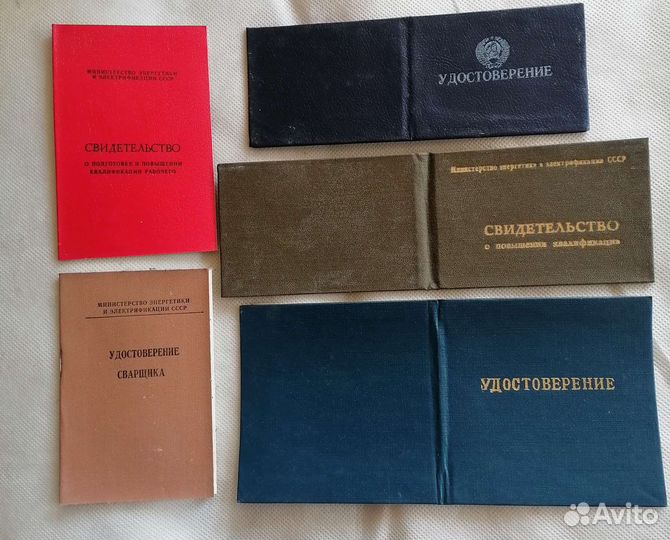 МИНИСТЕРСТВО ЭНЕРГЕТИКИ
И ЭЛЕКТРИФИКАЦИИ СССР
СВИДЕТЕЛЬСТВО
О ПОДГОТОВКЕ И ПОВЫШЕНИИ
КВАЛИФИКАЦИИ РАБОЧЕГО
УДОСТОВЕРЕНИЕ
Министерство энергетики и электрификации СССР
СВИДЕТЕЛЬСТВО
о повышении квалификации
МИНИСТЕРСТВО ЭНЕРГЕТИКИ
И ЭЛЕКТРИФИКАЦИИ СССР
УДОСТОВЕРЕНИЕ
СВАРЩИКА
УДОСТОВЕРЕНИЕ
Avito